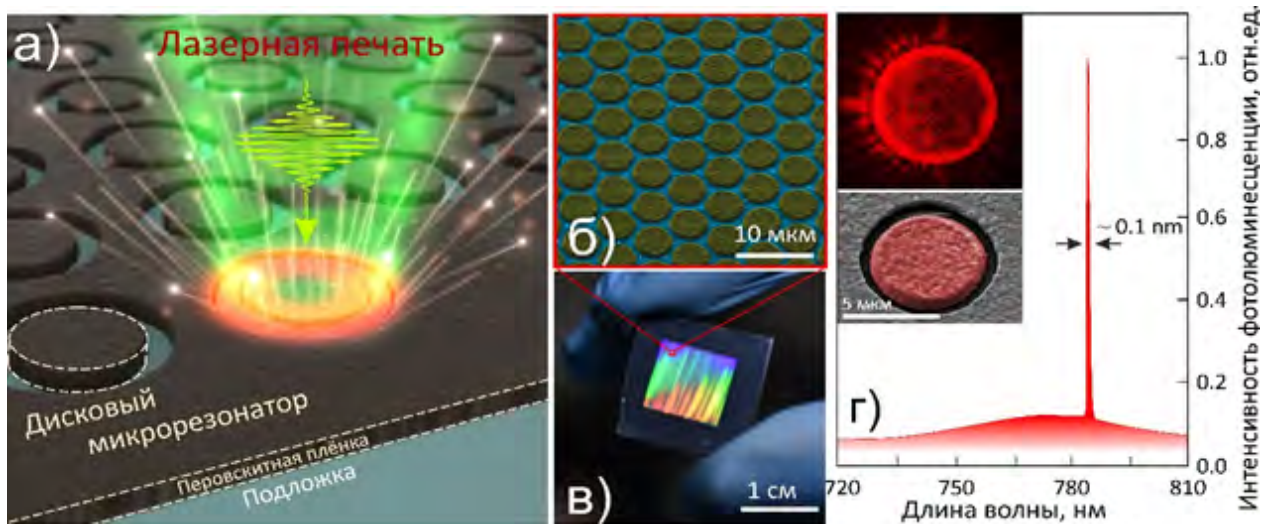 а)
Лазерная печать
Дисковый
микрорезонатор
Перовскитная плёнка
Подложка
б)
10 мкм
в)
1 см
5 мкм
г)
~ 0.1 nm
1.0
0.8
0.6
0.4
0.2
0.0
Интенсивность фотолюминесценции, отн.ед.
720
750
780
810
Длина волны, нм